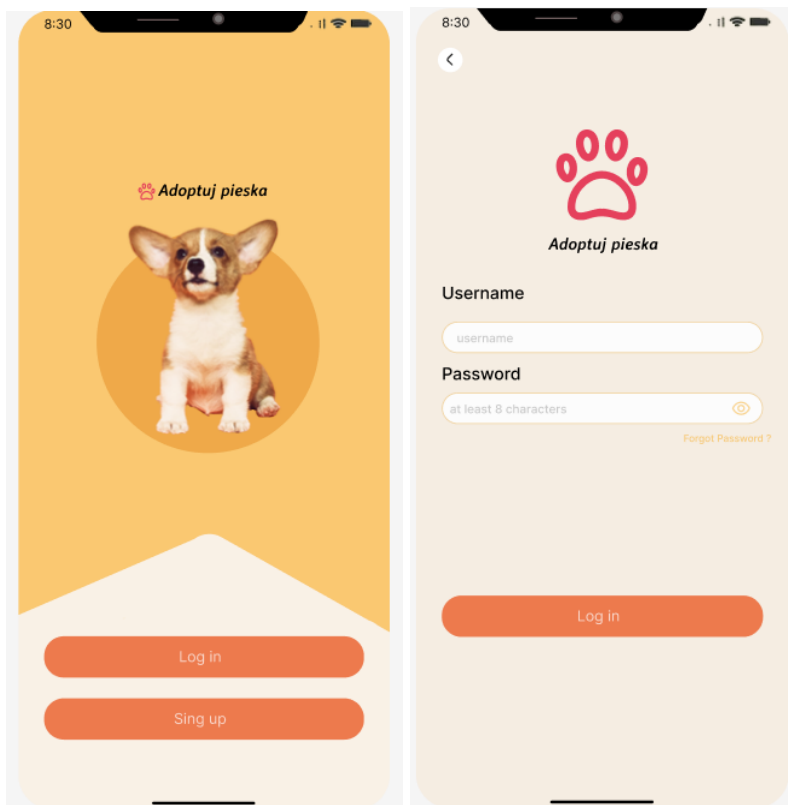 8:30
Adoptuj pieska
Log in
Sing up
8:30
Adoptuj pieska
Username
username
Password
at least 8 characters
Forgot Password ?
Log in